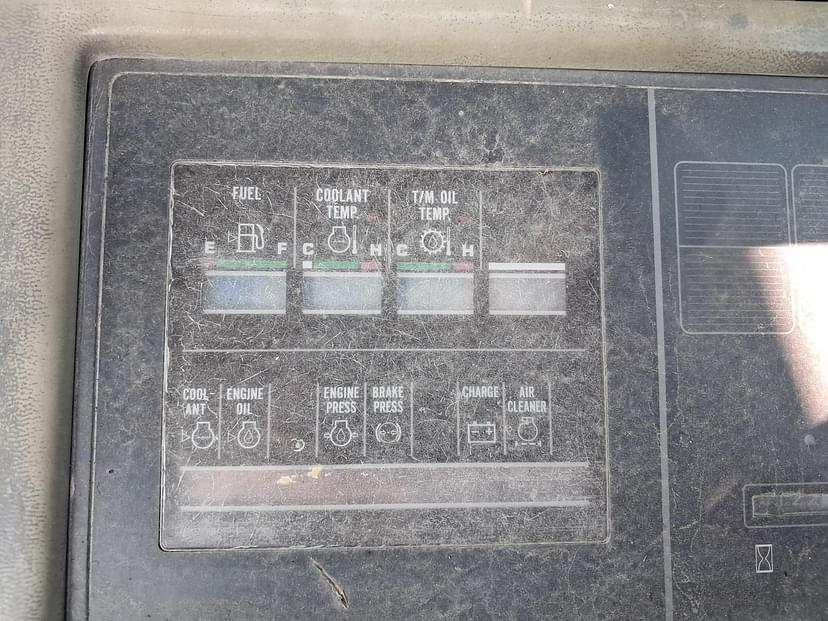 FUEL
COOLANT
TEMP.
T/M OIL
TEMP.
E F
C H
C H
COOL-
ANT
ENGINE
OIL
ENGINE
PRESS
BRAKE
PRESS
CHARGE
AIR
CLEANER